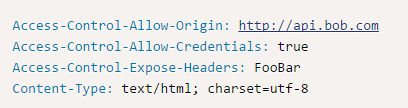 Access-Control-Allow-Origin: http://api.bob.com
Access-Control-Allow-Credentials: true
Access-Control-Expose-Headers: FooBar
Content-Type: text/html; charset=utf-8